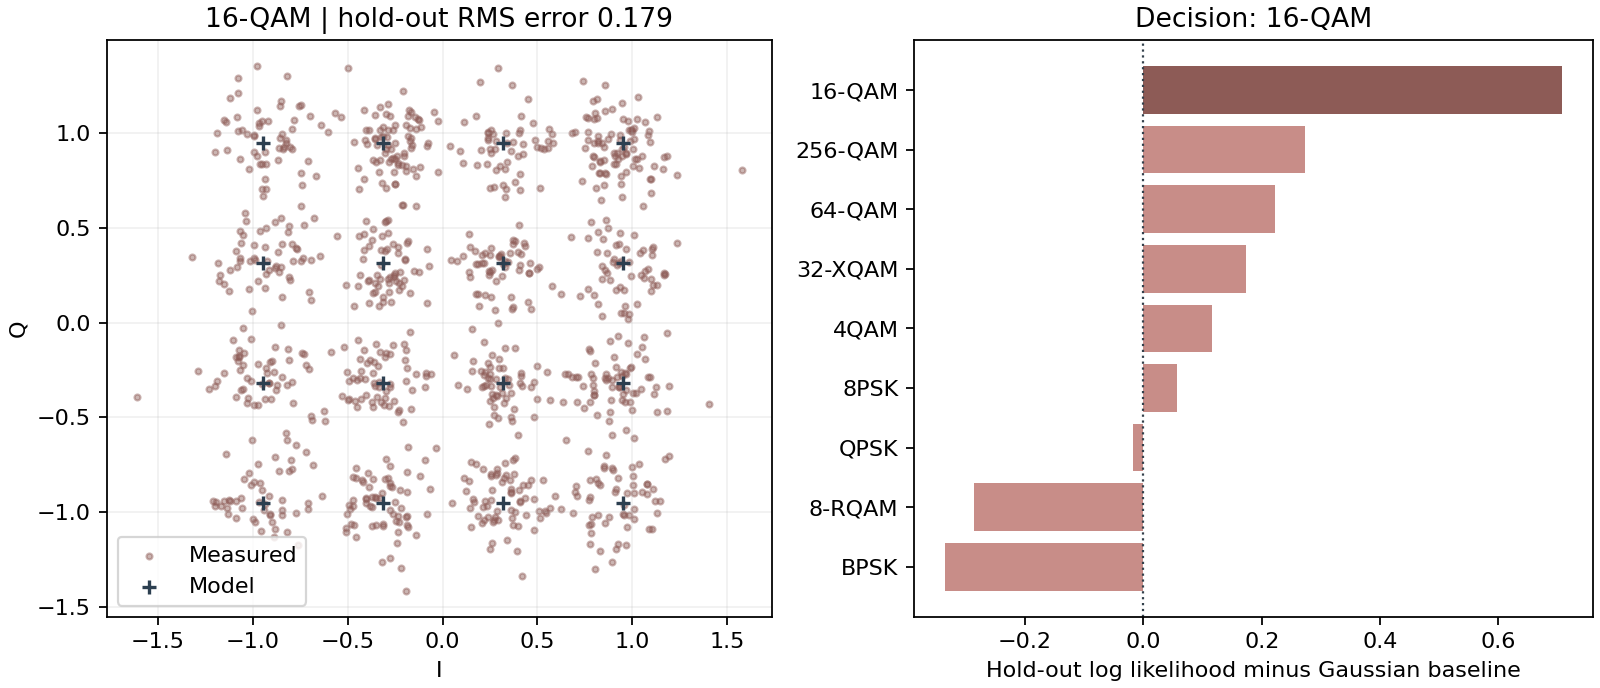 16-QAM | hold-out RMS error 0.179
Q
1.0
0.5
0.0
−0.5
−1.0
−1.5
Measured
Model
−1.5 −1.0 −0.5 0.0 0.5 1.0 1.5
I
Decision: 16-QAM
16-QAM
256-QAM
64-QAM
32-XQAM
4QAM
8PSK
QPSK
8-RQAM
BPSK
−0.2 0.0 0.2 0.4 0.6
Hold-out log likelihood minus Gaussian baseline